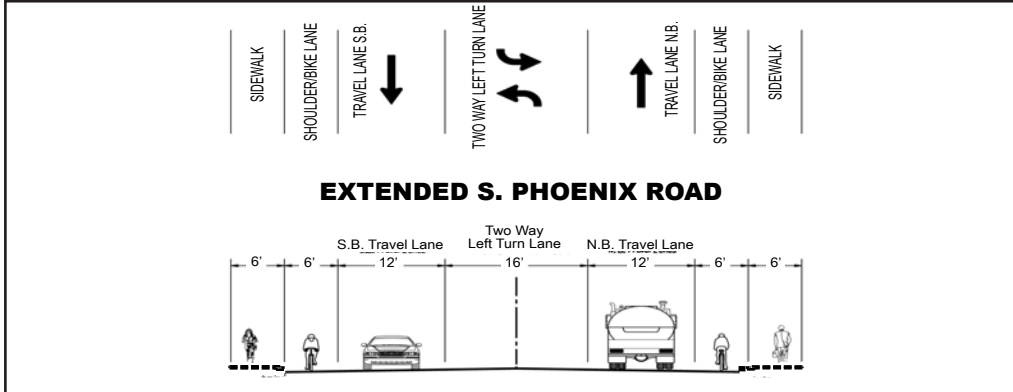 SIDEWALK
SHOULDER/BIKE LANE
TRAVEL LANE S.B.
TWO WAY LEFT TURN LANE
TRAVEL LANE N.B.
SHOULDER/BIKE LANE
SIDEWALK
EXTENDED S. PHOENIX ROAD
S.B. Travel Lane
Two Way
Left Turn Lane
N.B. Travel Lane
6' 6' 12' 16' 12' 6' 6'